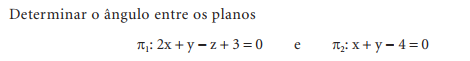 Determinar o ângulo entre os planos
π₁: 2x + y – z + 3 = 0 e π₂: x + y – 4 = 0